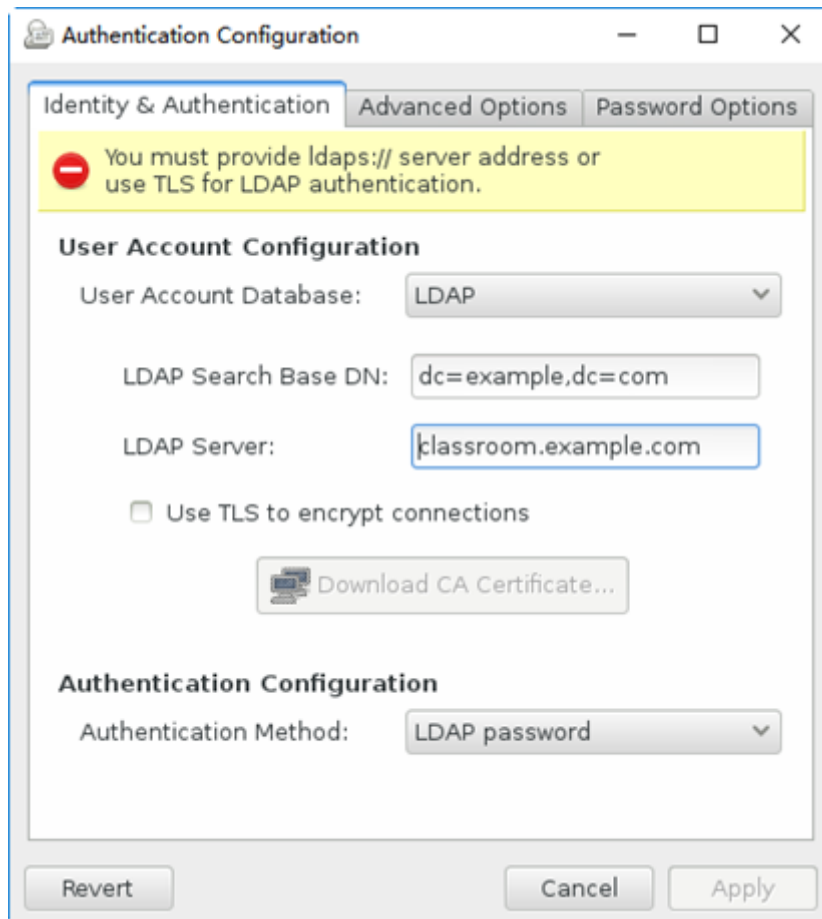 Authentication Configuration
Identity & Authentication
Advanced Options
Password Options
You must provide ldaps:// server address or
use TLS for LDAP authentication.
User Account Configuration
User Account Database: LDAP
LDAP Search Base DN: dc=example,dc=com
LDAP Server: classroom.example.com
Use TLS to encrypt connections
Download CA Certificate...
Authentication Configuration
Authentication Method: LDAP password
Revert
Cancel
Apply